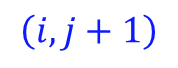 (i, j + 1)